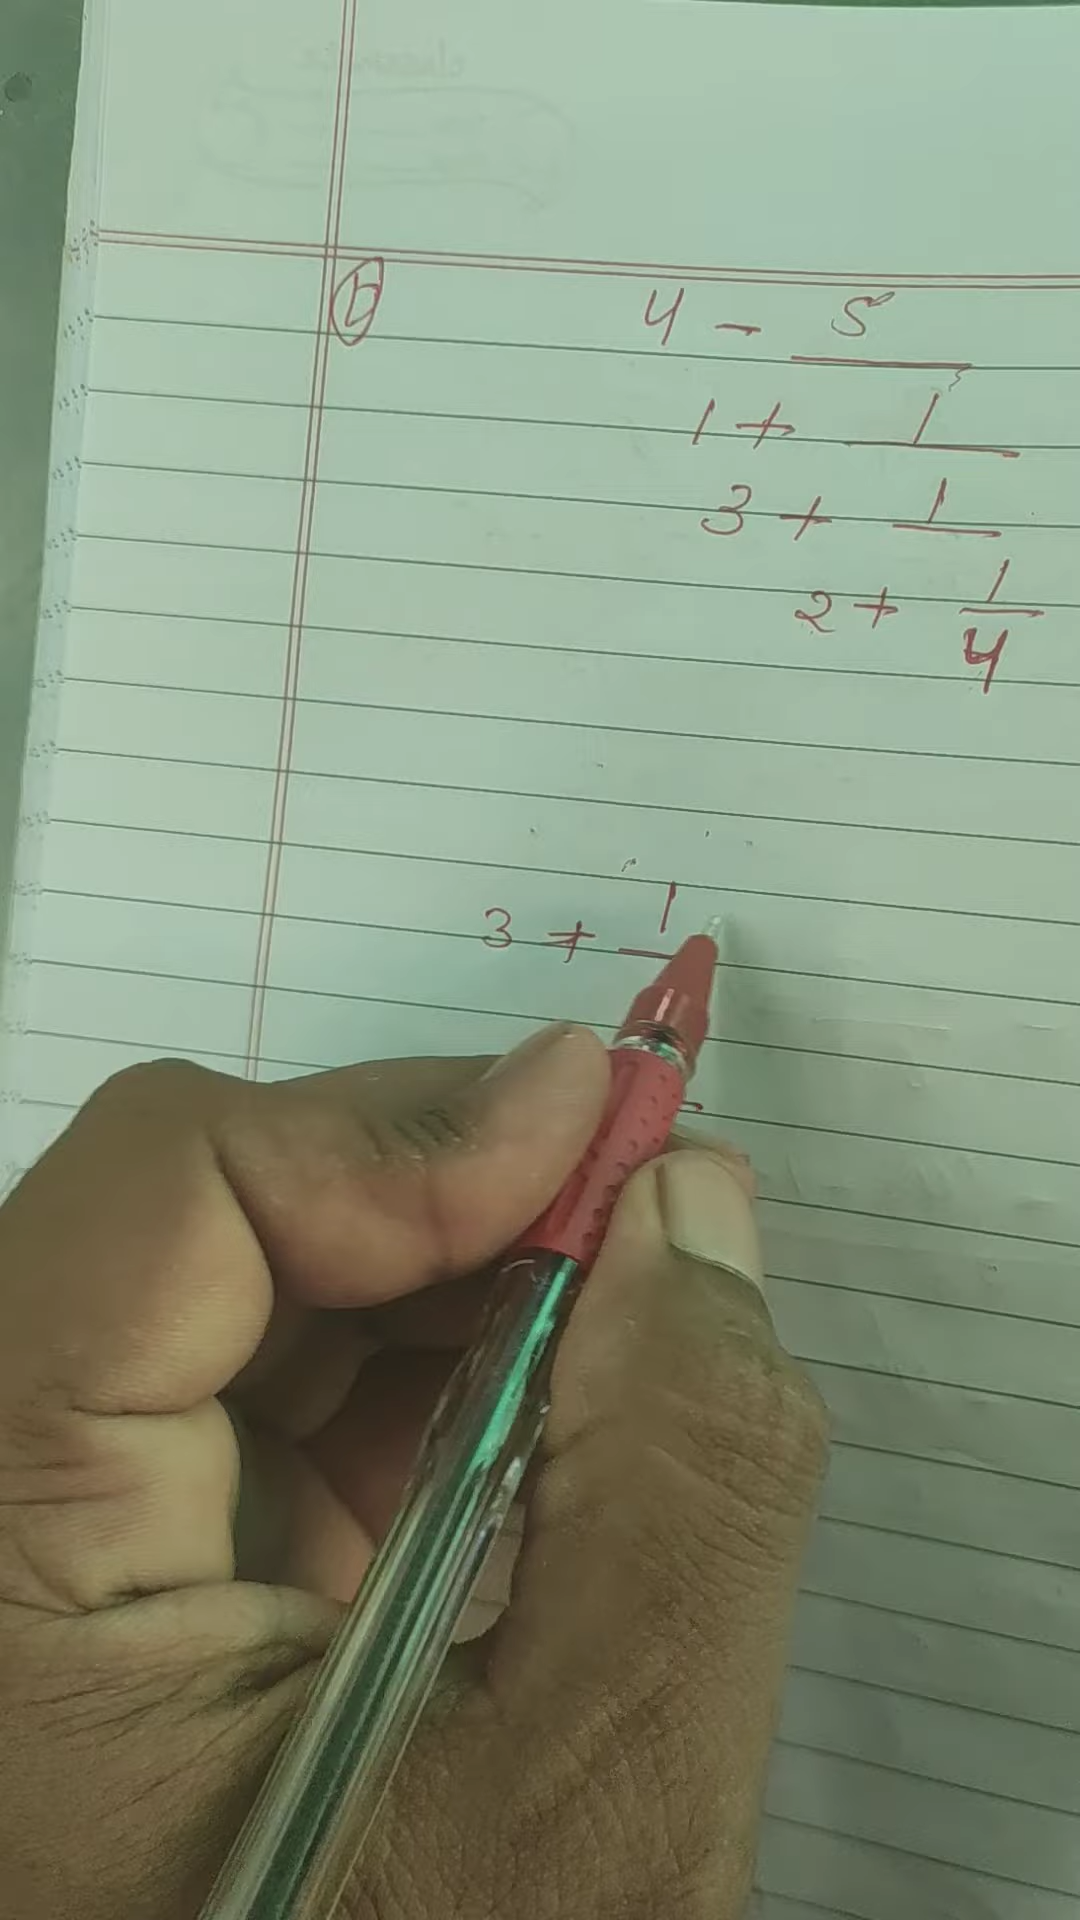 b 4 - 5
1 + 1
3 + 1
2 + 1
4
3 + 1